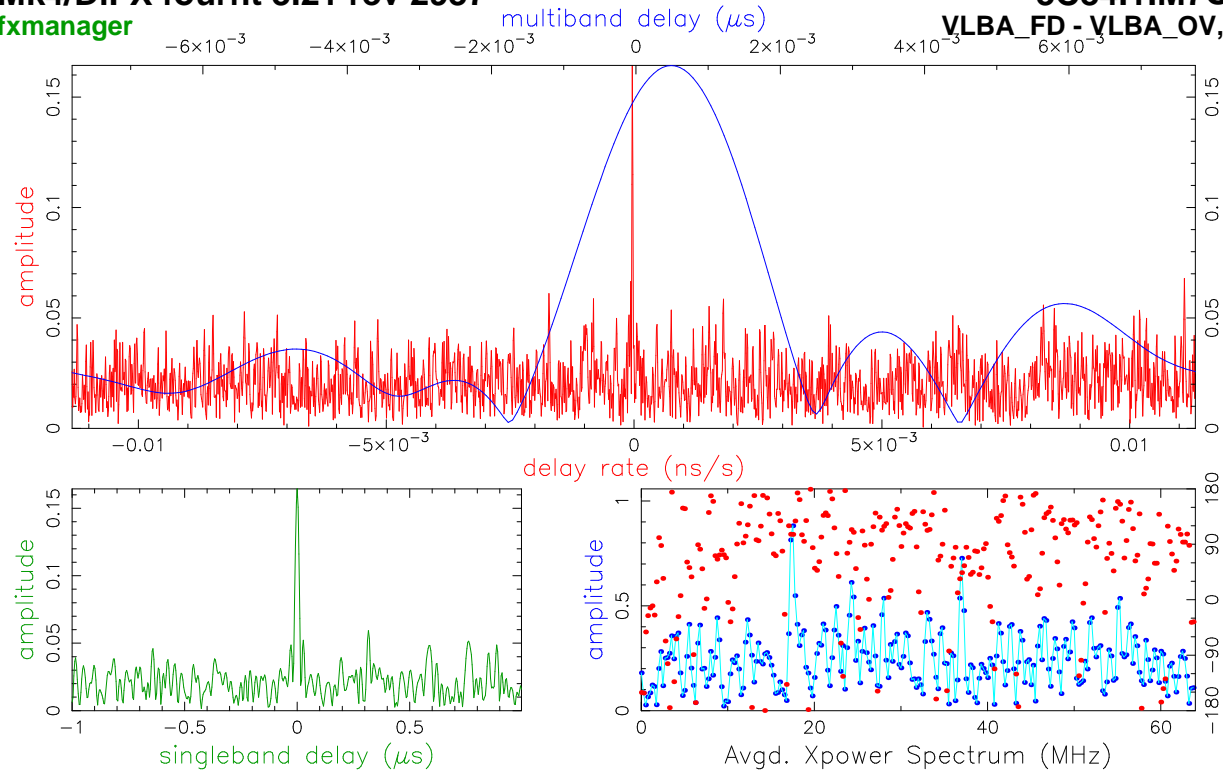 multiband delay (μs)
fxmanager
VLBA_FD - VLBA_OV,
−6×10⁻³ −4×10⁻³ −2×10⁻³ 0 2×10⁻³ 4×10⁻³ 6×10⁻³
amplitude
0 0.05 0.1 0.15
0 0.05 0.1 0.15
−0.01 −5×10⁻³ 0 5×10⁻³ 0.01
delay rate (ns/s)
amplitude
0 0.05 0.1 0.15
−1 −0.5 0 0.5
singleband delay (μs)
amplitude
0 0.5 1
−180 −90 0 90 180
0 20 40 60
Avgd. Xpower Spectrum (MHz)